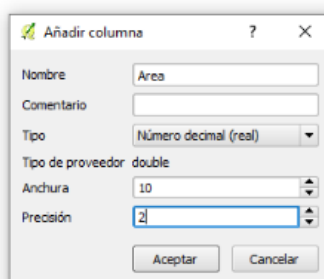 Añadir columna ?
Nombre Area
Comentario
Tipo Número decimal (real)
Tipo de proveedor double
Anchura 10
Precisión 2
Aceptar Cancelar